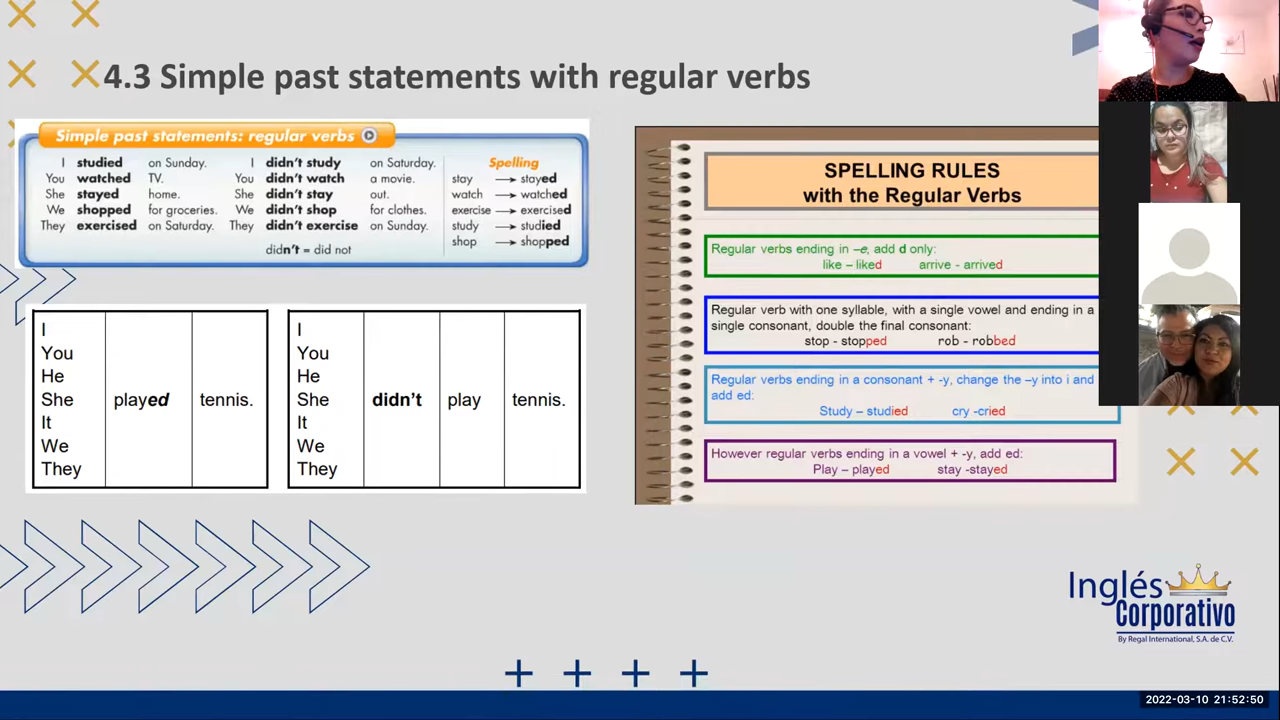 4.3 Simple past statements with regular verbs
Simple past statements: regular verbs
I studied on Sunday.
You watched TV.
She stayed home.
We shopped for groceries.
They exercised on Saturday.
I didn't study on Saturday.
You didn't watch a movie.
She didn't stay out.
We didn't shop for clothes.
They didn't exercise on Sunday.
didn't = did not
Spelling
stay → stayed
watch → watched
exercise → exercised
study → studied
shop → shopped
I
You
He
She
It
We
They
played
tennis.
I
You
He
She
It
We
They
didn't
play
tennis.
SPELLING RULES
with the Regular Verbs
Regular verbs ending in –e, add d only:
like – liked arrive - arrived
Regular verb with one syllable, with a single vowel and ending in a
single consonant, double the final consonant:
stop - stopped rob - robbed
Regular verbs ending in a consonant + -y, change the –y into i and
add ed:
Study – studied cry -cried
However regular verbs ending in a vowel + -y, add ed:
Play – played stay -stayed
Inglés
Corporativo
By Regal International, S.A. de C.V.
2022-03-10 21:52:50